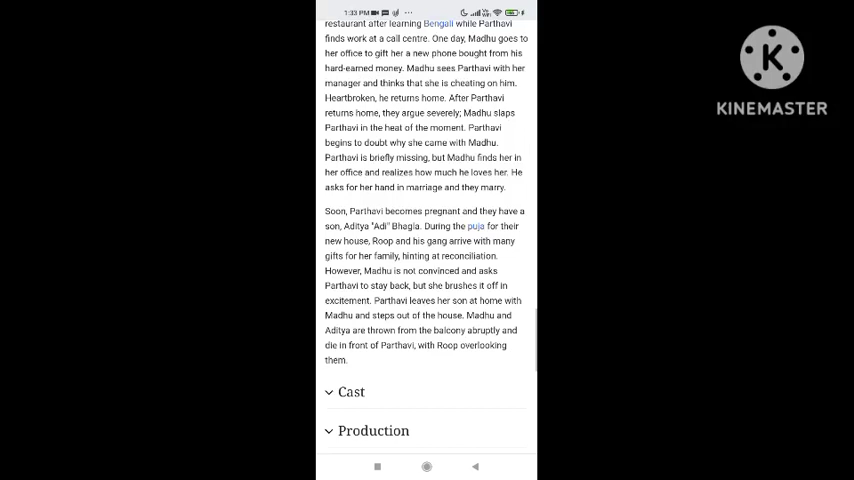 1:33 PM
restaurant after learning Bengali while Parthavi
finds work at a call centre. One day, Madhu goes to
her office to gift her a new phone bought from his
hard-earned money. Madhu sees Parthavi with her
manager and thinks that she is cheating on him.
Heartbroken, he returns home. After Parthavi
returns home, they argue severely; Madhu slaps
Parthavi in the heat of the moment. Parthavi
begins to doubt why she came with Madhu.
Parthavi is briefly missing, but Madhu finds her in
her office and realizes how much he loves her. He
asks for her hand in marriage and they marry.
Soon, Parthavi becomes pregnant and they have a
son, Aditya "Adi" Bhagla. During the puja for their
new house, Roop and his gang arrive with many
gifts for her family, hinting at reconciliation.
However, Madhu is not convinced and asks
Parthavi to stay back, but she brushes it off in
excitement. Parthavi leaves her son at home with
Madhu and steps out of the house. Madhu and
Aditya are thrown from the balcony abruptly and
die in front of Parthavi, with Roop overlooking
them.
Cast
Production
K
KINEMASTER